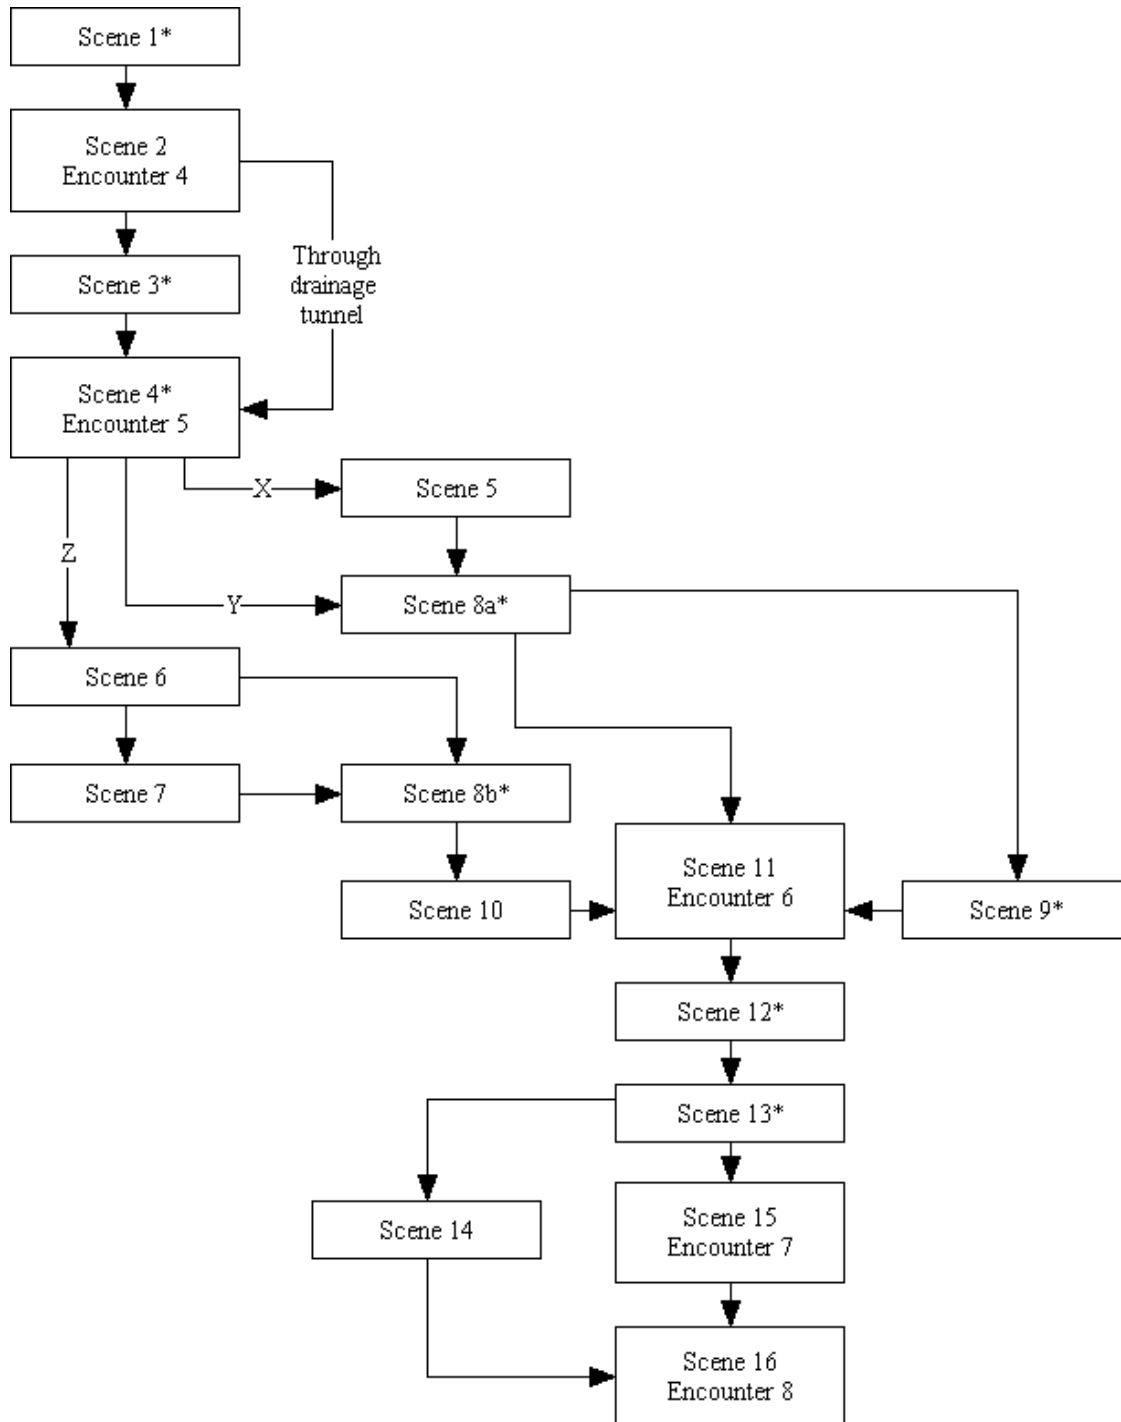 Scene 1*
Scene 2
Encounter 4
Through
drainage
tunnel
Scene 3*
Scene 4*
Encounter 5
X
Scene 5
Z
Y
Scene 8a*
Scene 6
Scene 7
Scene 8b*
Scene 11
Encounter 6
Scene 10
Scene 9*
Scene 12*
Scene 13*
Scene 14
Scene 15
Encounter 7
Scene 16
Encounter 8